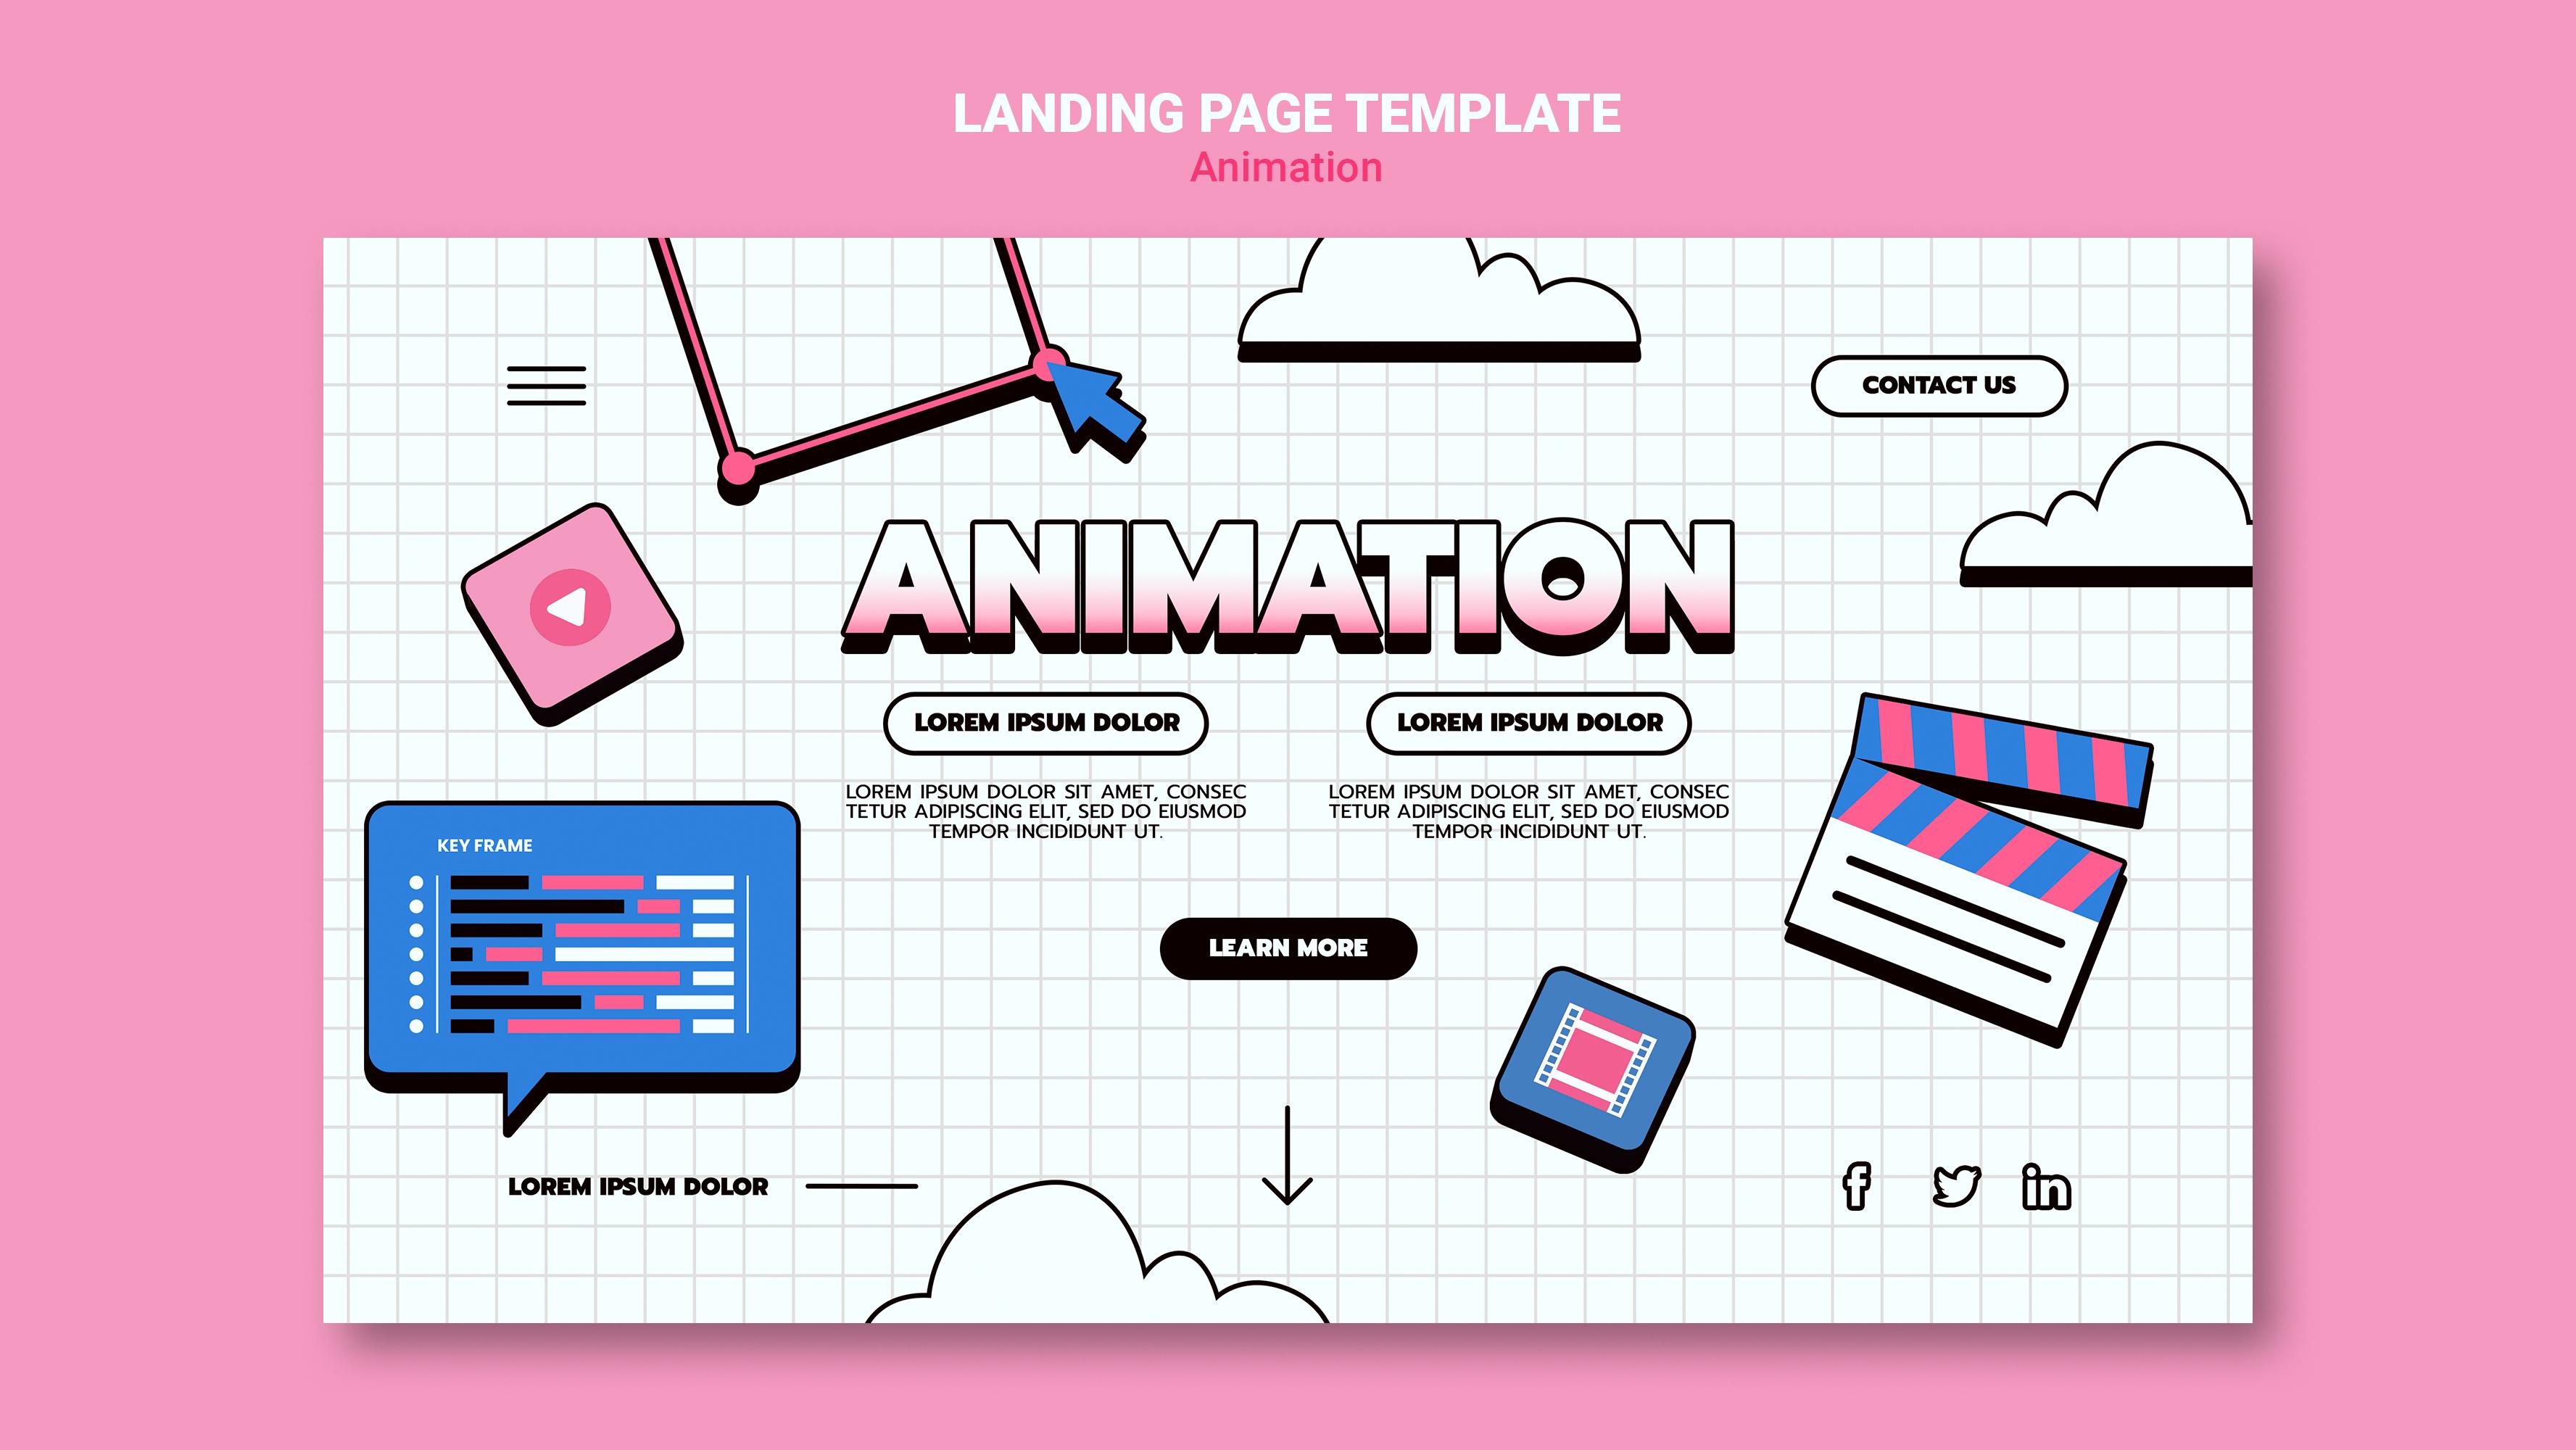 LANDING PAGE TEMPLATE
Animation
CONTACT US
ANIMATION
LOREM IPSUM DOLOR
LOREM IPSUM DOLOR SIT AMET, CONSEC
TETUR ADIPISCING ELIT, SED DO EIUSMOD
TEMPOR INCIDIDUNT UT.
LOREM IPSUM DOLOR
LOREM IPSUM DOLOR SIT AMET, CONSEC
TETUR ADIPISCING ELIT, SED DO EIUSMOD
TEMPOR INCIDIDUNT UT.
KEY FRAME
LEARN MORE
LOREM IPSUM DOLOR
f
in